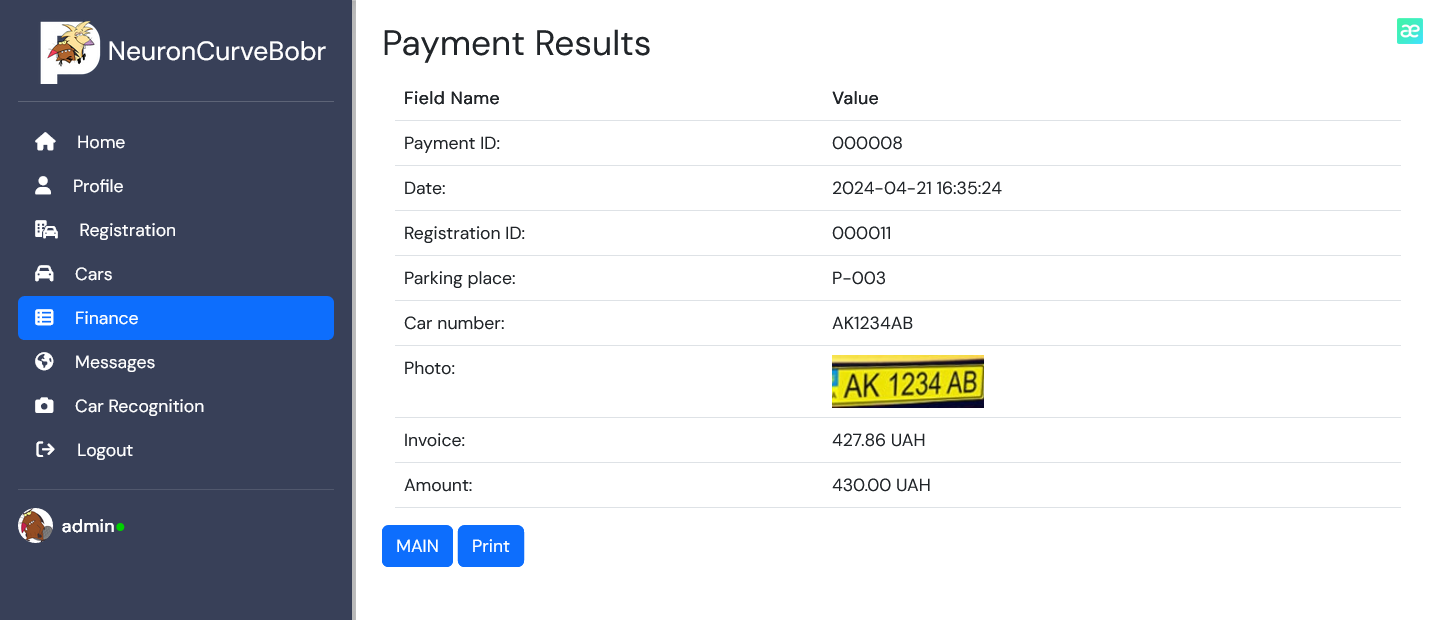 NeuronCurveBobr
Home
Profile
Registration
Cars
Finance
Messages
Car Recognition
Logout
admin
Payment Results
æ
Field Name Value
Payment ID: 000008
Date: 2024-04-21 16:35:24
Registration ID: 000011
Parking place: P-003
Car number: AK1234AB
Photo: AK 1234 AB
Invoice: 427.86 UAH
Amount: 430.00 UAH
MAIN Print